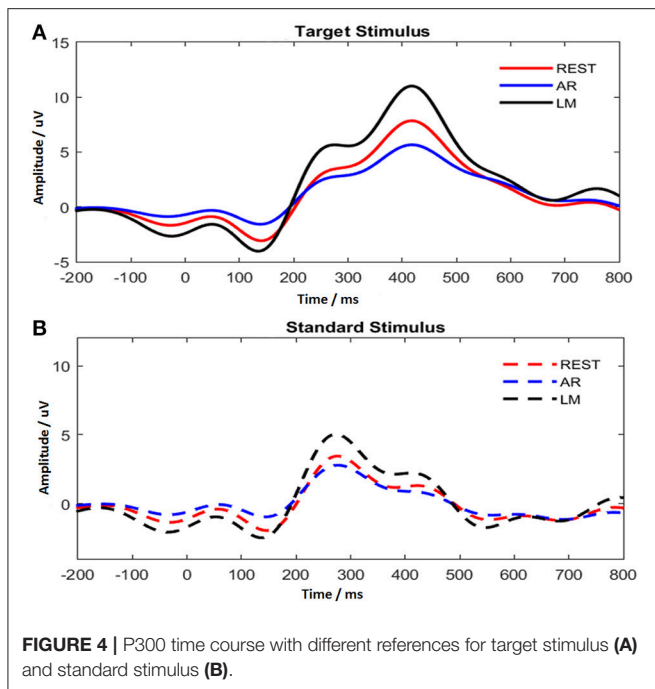 A
Target Stimulus
15
10
5
0
-5
Amplitude / uV
REST
AR
LM
-200 -100 0 100 200 300 400 500 600 700 800
Time / ms
B
Standard Stimulus
10
5
0
Amplitude / uV
REST
AR
LM
-200 -100 0 100 200 300 400 500 600 700 800
Time / ms
FIGURE 4 | P300 time course with different references for target stimulus (A)
and standard stimulus (B).